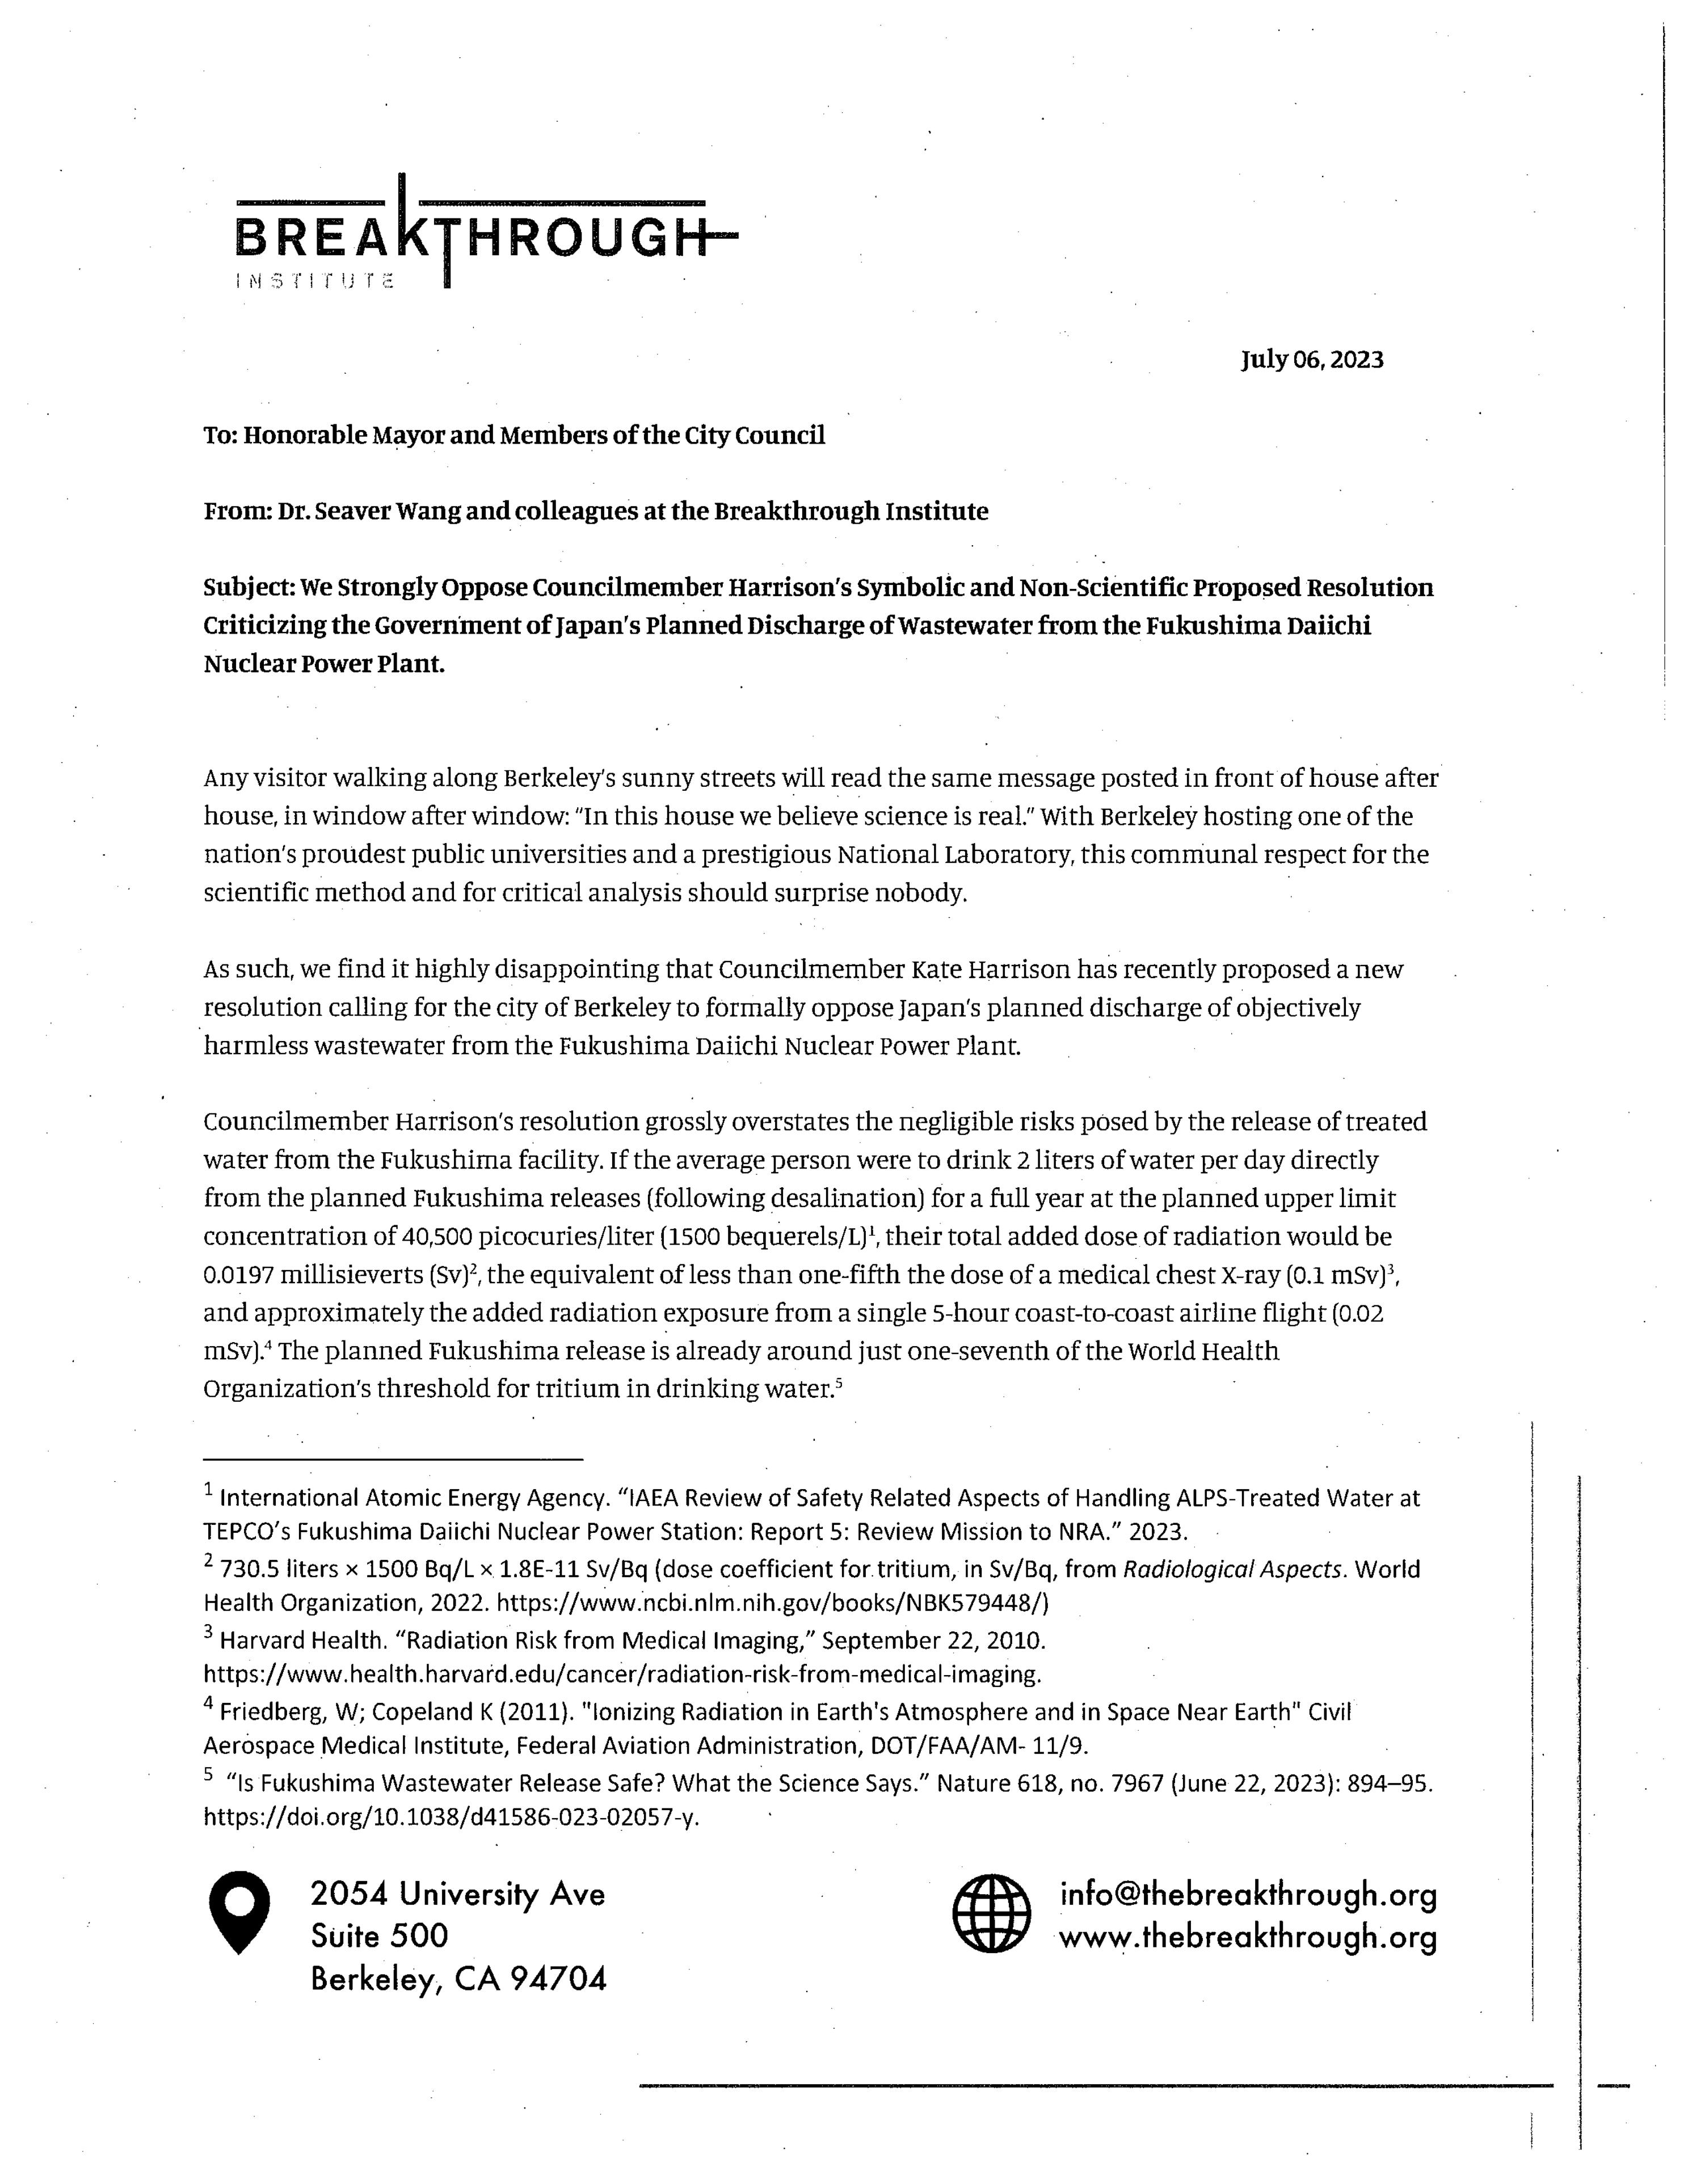 BREAKTHROUGH
INSTITUTE
July 06, 2023
To: Honorable Mayor and Members of the City Council
From: Dr. Seaver Wang and colleagues at the Breakthrough Institute
Subject: We Strongly Oppose Councilmember Harrison's Symbolic and Non-Scientific Proposed Resolution
Criticizing the Government of Japan's Planned Discharge of Wastewater from the Fukushima Daiichi
Nuclear Power Plant.
Any visitor walking along Berkeley's sunny streets will read the same message posted in front of house after
house, in window after window: "In this house we believe science is real." With Berkeley hosting one of the
nation's proudest public universities and a prestigious National Laboratory, this communal respect for the
scientific method and for critical analysis should surprise nobody.
As such, we find it highly disappointing that Councilmember Kate Harrison has recently proposed a new
resolution calling for the city of Berkeley to formally oppose Japan's planned discharge of objectively
harmless wastewater from the Fukushima Daiichi Nuclear Power Plant.
Councilmember Harrison's resolution grossly overstates the negligible risks posed by the release of treated
water from the Fukushima facility. If the average person were to drink 2 liters of water per day directly
from the planned Fukushima releases (following desalination) for a full year at the planned upper limit
concentration of 40,500 picocuries/liter (1500 bequerels/L)¹, their total added dose of radiation would be
0.0197 millisieverts (Sv)², the equivalent of less than one-fifth the dose of a medical chest X-ray (0.1 mSv)³,
and approximately the added radiation exposure from a single 5-hour coast-to-coast airline flight (0.02
mSv).⁴ The planned Fukushima release is already around just one-seventh of the World Health
Organization's threshold for tritium in drinking water.⁵
¹ International Atomic Energy Agency. "IAEA Review of Safety Related Aspects of Handling ALPS-Treated Water at
TEPCO's Fukushima Daiichi Nuclear Power Station: Report 5: Review Mission to NRA." 2023.
² 730.5 liters × 1500 Bq/L × 1.8E-11 Sv/Bq (dose coefficient for tritium, in Sv/Bq, from Radiological Aspects. World
Health Organization, 2022. https://www.ncbi.nlm.nih.gov/books/NBK579448/)
³ Harvard Health. "Radiation Risk from Medical Imaging," September 22, 2010.
https://www.health.harvard.edu/cancer/radiation-risk-from-medical-imaging.
⁴ Friedberg, W; Copeland K (2011). "Ionizing Radiation in Earth's Atmosphere and in Space Near Earth" Civil
Aerospace Medical Institute, Federal Aviation Administration, DOT/FAA/AM- 11/9.
⁵ "Is Fukushima Wastewater Release Safe? What the Science Says." Nature 618, no. 7967 (June 22, 2023): 894–95.
https://doi.org/10.1038/d41586-023-02057-y.
2054 University Ave
Suite 500
Berkeley, CA 94704
info@thebreakthrough.org
www.thebreakthrough.org